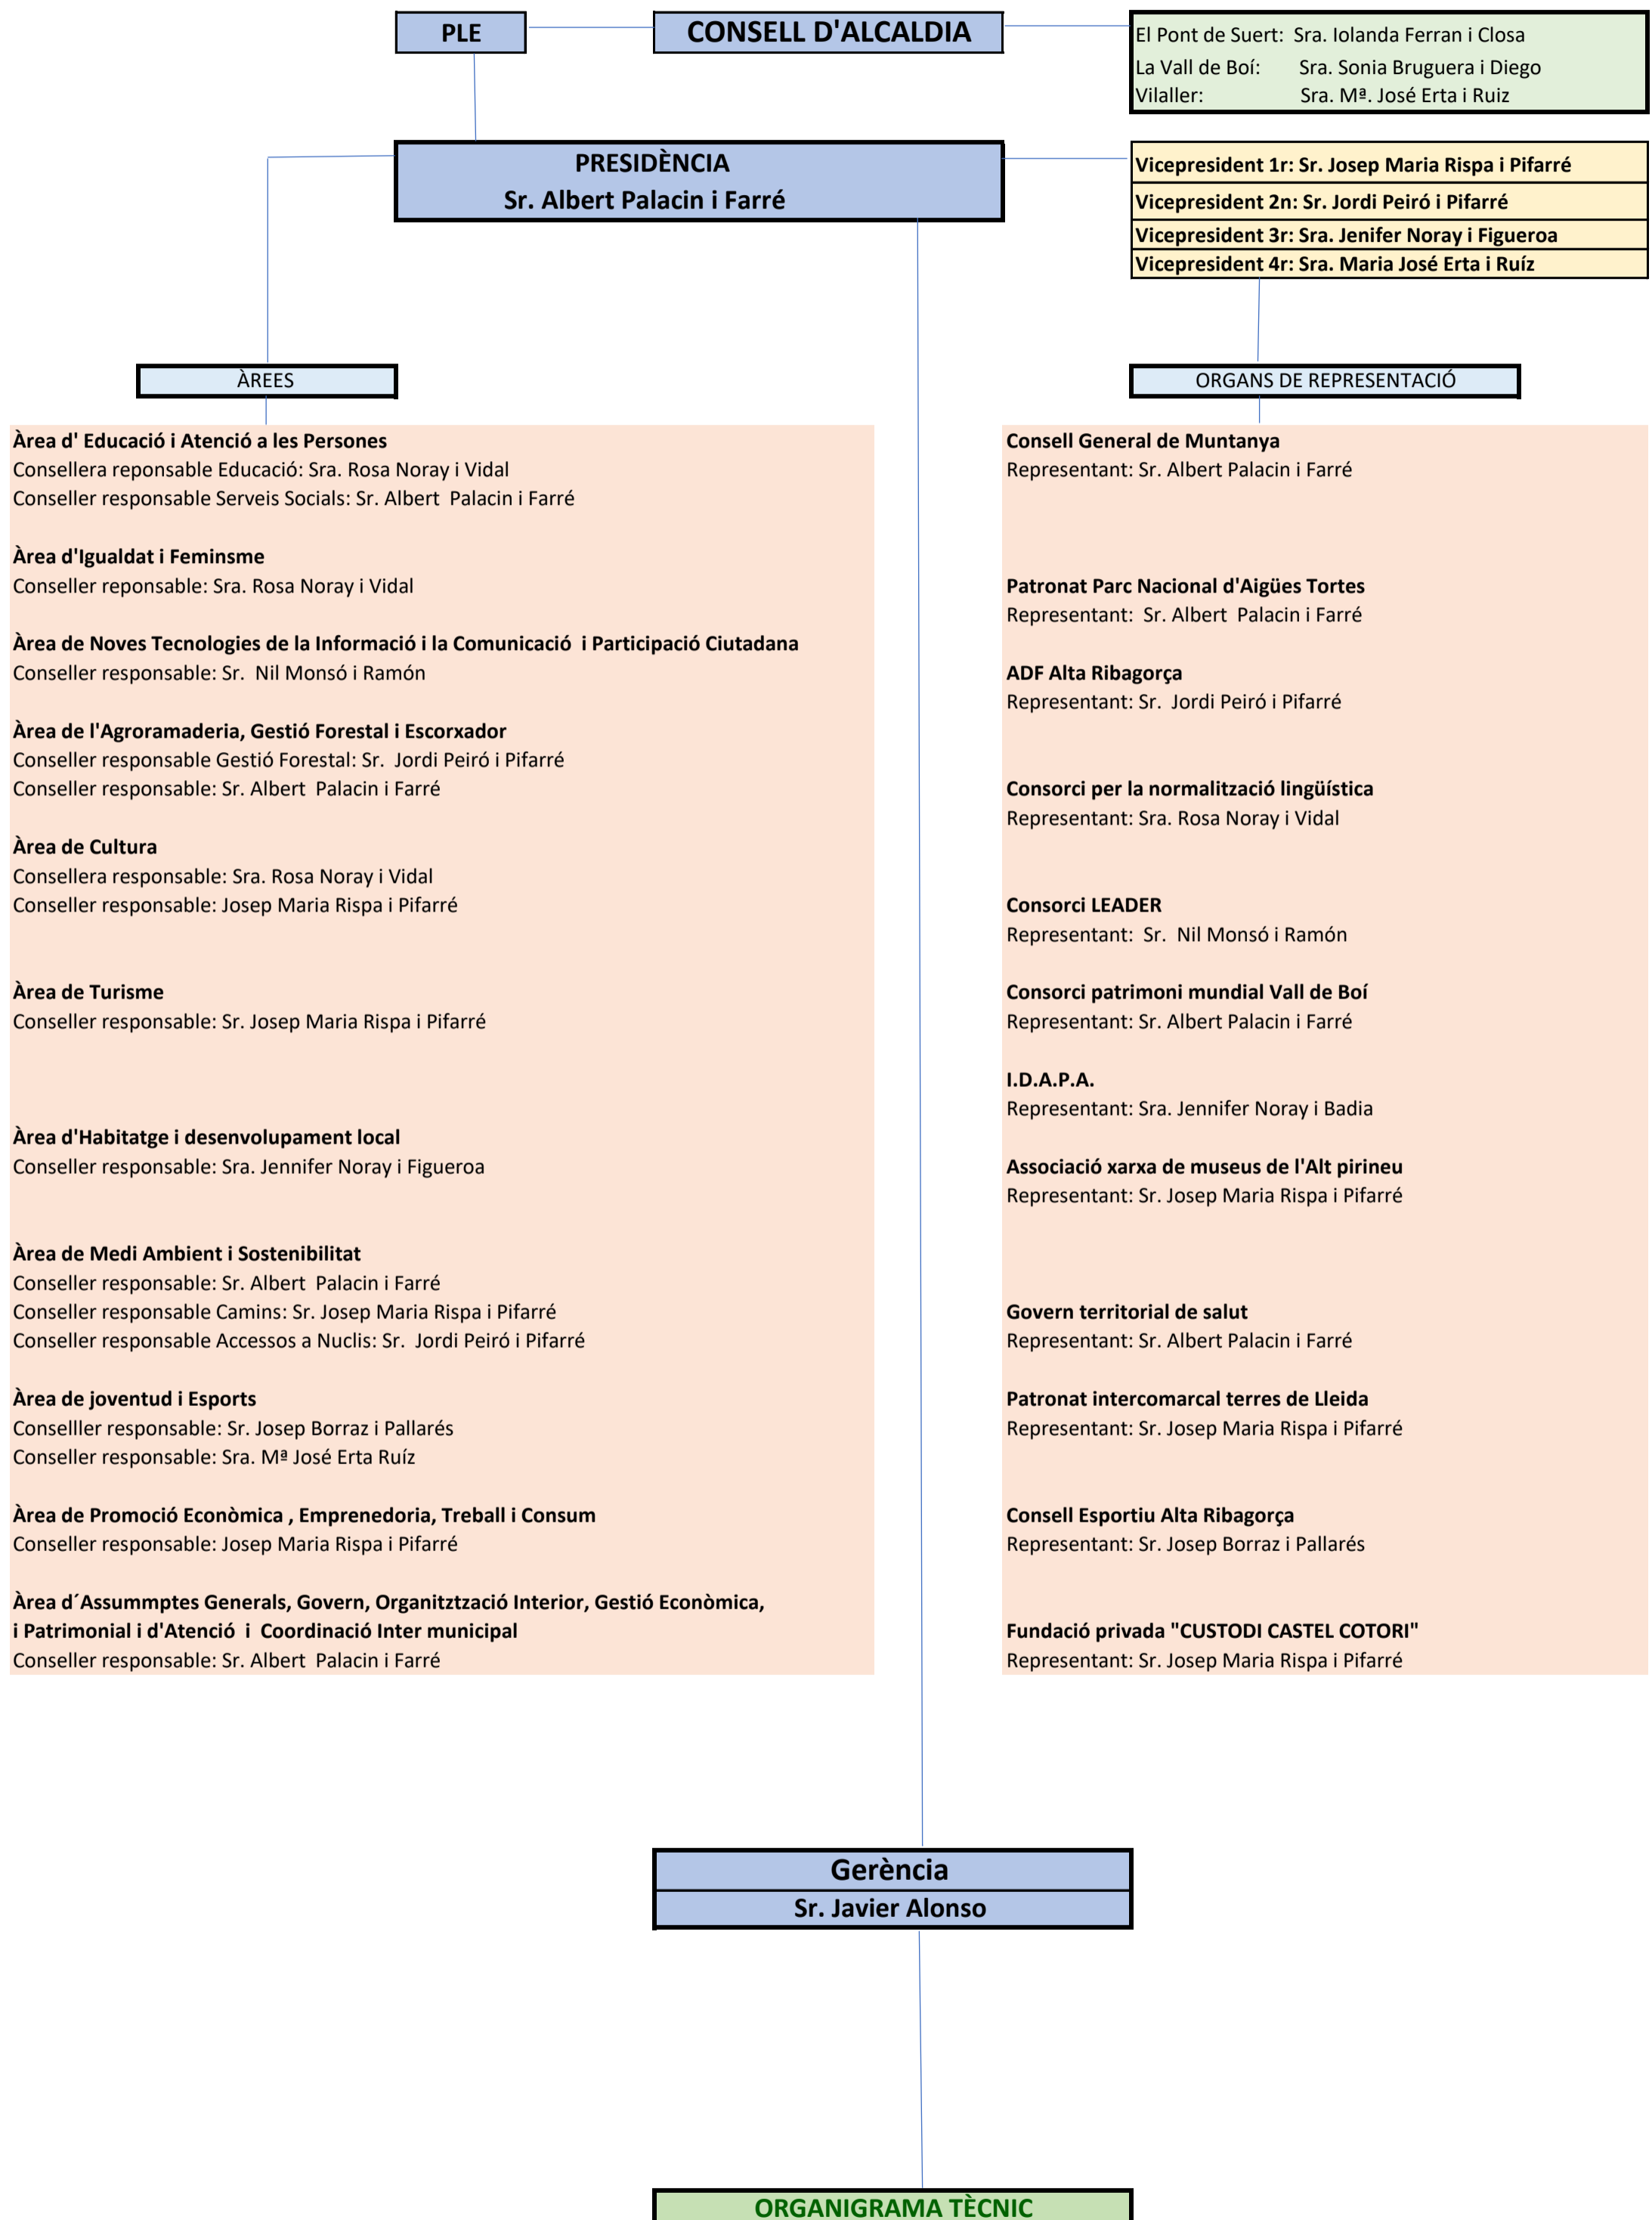 PLE
CONSELL D'ALCALDIA
El Pont de Suert: Sra. Iolanda Ferran i Closa
La Vall de Boí: Sra. Sonia Bruguera i Diego
Vilaller: Sra. Mª. José Erta i Ruiz
PRESIDÈNCIA
Sr. Albert Palacin i Farré
Vicepresident 1r: Sr. Josep Maria Rispa i Pifarré
Vicepresident 2n: Sr. Jordi Peiró i Pifarré
Vicepresident 3r: Sra. Jenifer Noray i Figueroa
Vicepresident 4r: Sra. Maria José Erta i Ruíz
ÀREES
Àrea d' Educació i Atenció a les Persones
Consellera reponsable Educació: Sra. Rosa Noray i Vidal
Conseller responsable Serveis Socials: Sr. Albert Palacin i Farré
Àrea d'Igualdat i Feminsme
Conseller reponsable: Sra. Rosa Noray i Vidal
Àrea de Noves Tecnologies de la Informació i la Comunicació i Participació Ciutadana
Conseller responsable: Sr. Nil Monsó i Ramón
Àrea de l'Agroramaderia, Gestió Forestal i Escorxador
Conseller responsable Gestió Forestal: Sr. Jordi Peiró i Pifarré
Conseller responsable: Sr. Albert Palacin i Farré
Àrea de Cultura
Consellera responsable: Sra. Rosa Noray i Vidal
Conseller responsable: Josep Maria Rispa i Pifarré
Àrea de Turisme
Conseller responsable: Sr. Josep Maria Rispa i Pifarré
Àrea d'Habitatge i desenvolupament local
Conseller responsable: Sra. Jennifer Noray i Figueroa
Àrea de Medi Ambient i Sostenibilitat
Conseller responsable: Sr. Albert Palacin i Farré
Conseller responsable Camins: Sr. Josep Maria Rispa i Pifarré
Conseller responsable Accessos a Nuclis: Sr. Jordi Peiró i Pifarré
Àrea de joventud i Esports
Conselller responsable: Sr. Josep Borraz i Pallarés
Conseller responsable: Sra. Mª José Erta Ruíz
Àrea de Promoció Econòmica , Emprenedoria, Treball i Consum
Conseller responsable: Josep Maria Rispa i Pifarré
Àrea d´Assummptes Generals, Govern, Organitztzació Interior, Gestió Econòmica,
i Patrimonial i d'Atenció i Coordinació Inter municipal
Conseller responsable: Sr. Albert Palacin i Farré
ORGANS DE REPRESENTACIÓ
Consell General de Muntanya
Representant: Sr. Albert Palacin i Farré
Patronat Parc Nacional d'Aigües Tortes
Representant: Sr. Albert Palacin i Farré
ADF Alta Ribagorça
Representant: Sr. Jordi Peiró i Pifarré
Consorci per la normalització lingüística
Representant: Sra. Rosa Noray i Vidal
Consorci LEADER
Representant: Sr. Nil Monsó i Ramón
Consorci patrimoni mundial Vall de Boí
Representant: Sr. Albert Palacin i Farré
I.D.A.P.A.
Representant: Sra. Jennifer Noray i Badia
Associació xarxa de museus de l'Alt pirineu
Representant: Sr. Josep Maria Rispa i Pifarré
Govern territorial de salut
Representant: Sr. Albert Palacin i Farré
Patronat intercomarcal terres de Lleida
Representant: Sr. Josep Maria Rispa i Pifarré
Consell Esportiu Alta Ribagorça
Representant: Sr. Josep Borraz i Pallarés
Fundació privada "CUSTODI CASTEL COTORI"
Representant: Sr. Josep Maria Rispa i Pifarré
Gerència
Sr. Javier Alonso
ORGANIGRAMA TÈCNIC